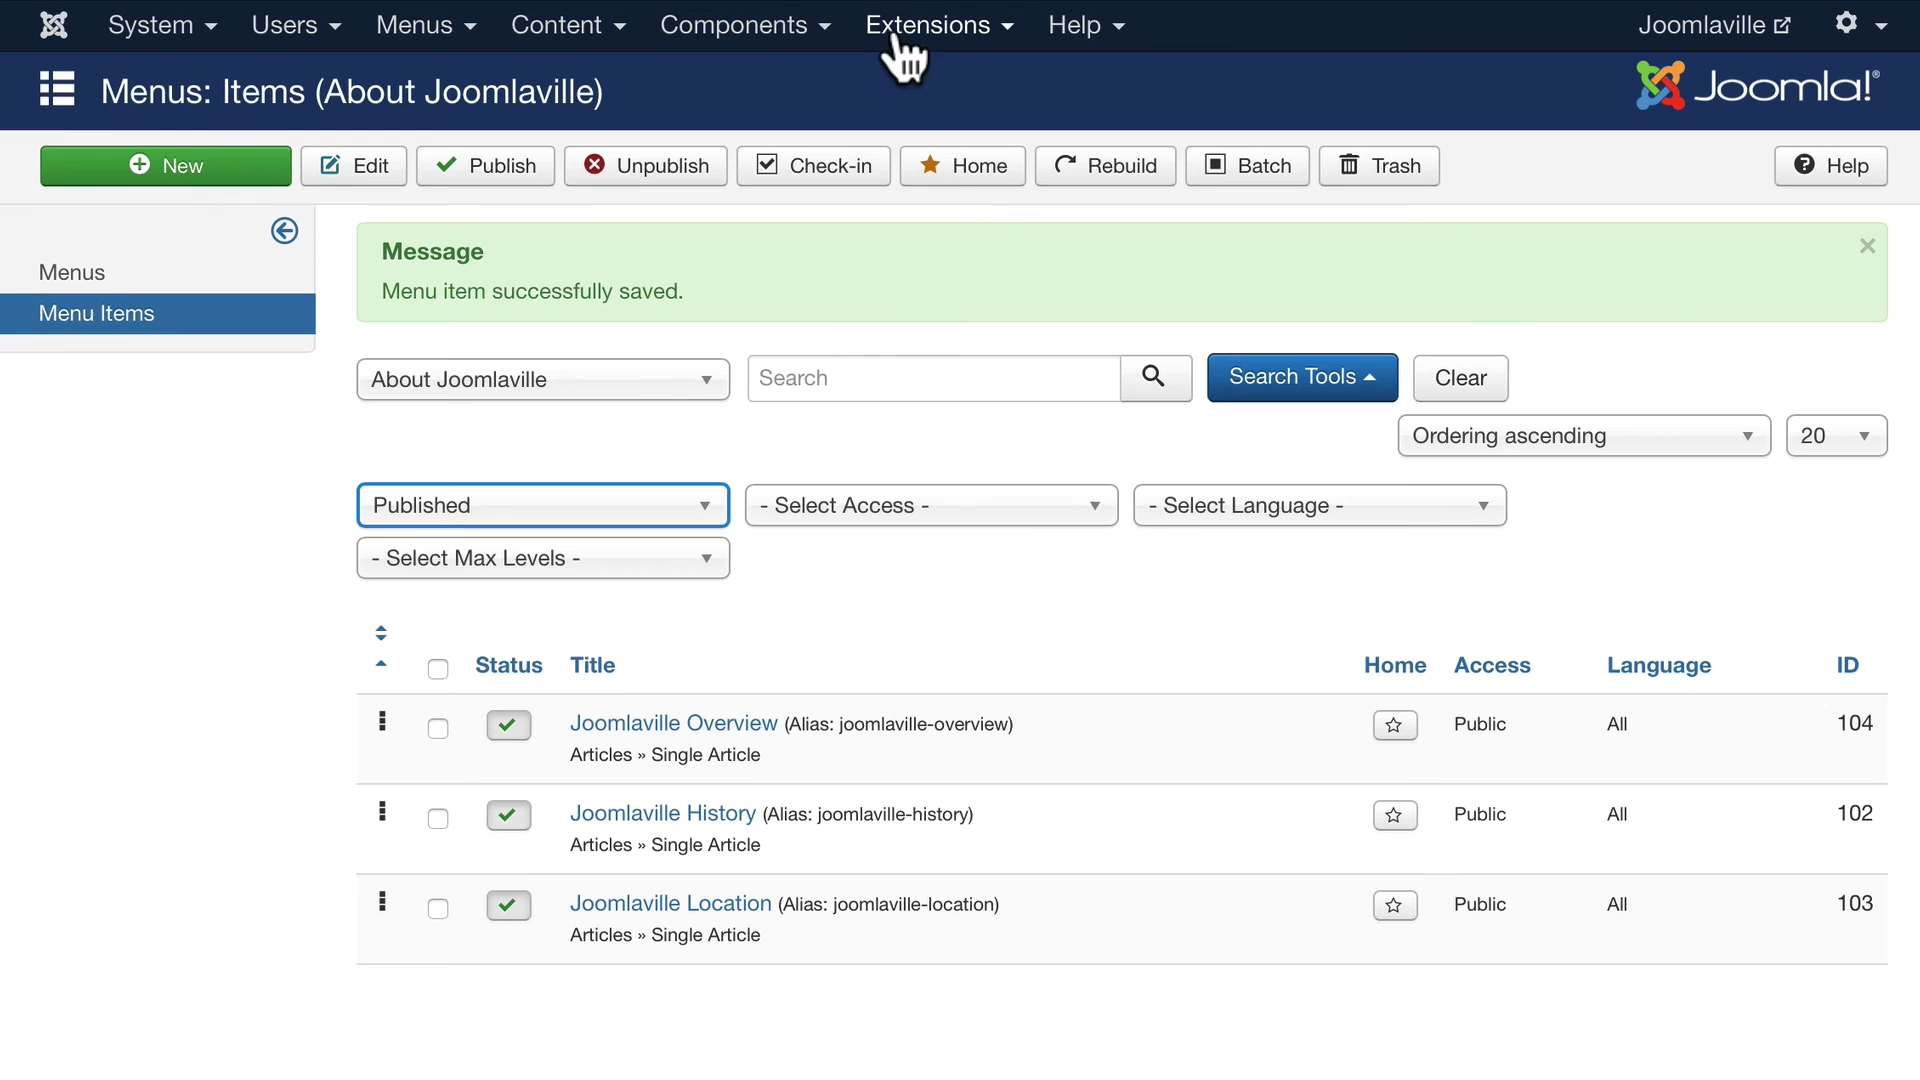 System Users Menus Content Components Extensions Help Joomlaville
Menus: Items (About Joomlaville) Joomla!®
New Edit Publish Unpublish Check-in Home Rebuild Batch Trash Help
Message
Menu item successfully saved.
Menus
Menu Items
About Joomlaville Search Search Tools Clear
Ordering ascending 20
Published - Select Access - - Select Language -
- Select Max Levels -
Status Title Home Access Language ID
Joomlaville Overview (Alias: joomlaville-overview) Public All 104
Articles » Single Article
Joomlaville History (Alias: joomlaville-history) Public All 102
Articles » Single Article
Joomlaville Location (Alias: joomlaville-location) Public All 103
Articles » Single Article